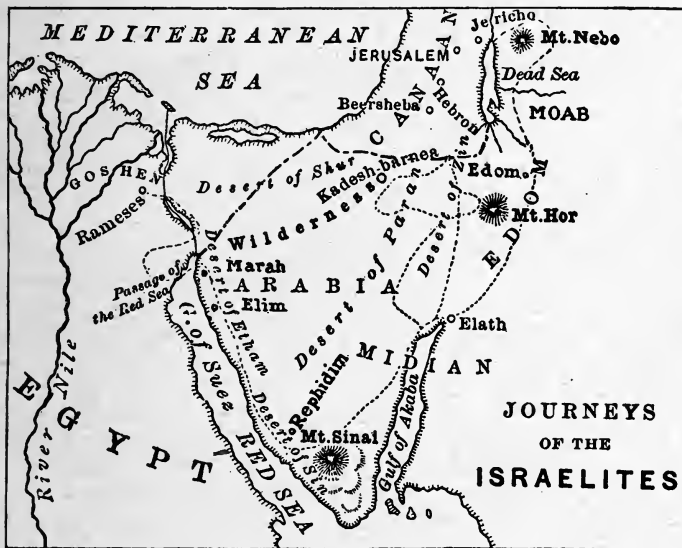 MEDITERRANEAN
SEA
Jericho
Mt. Nebo
JERUSALEM
Dead Sea
Beersheba
Hebron
MOAB
CANAAN
GOSHEN
Desert of Shur
Kadesh-barnea
Edom
Rameses
Wilderness
Desert of Paran
Desert of Zin
Mt. Hor
EDOM
Passage of
the Red Sea
Marah
ARABIA
Elim
Desert of Etham
Elath
G. of Suez
MIDIAN
Rephidim
Desert of Sin
Mt. Sinai
Gulf of Akaba
RED SEA
River Nile
EGYPT
JOURNEYS
OF THE
ISRAELITES